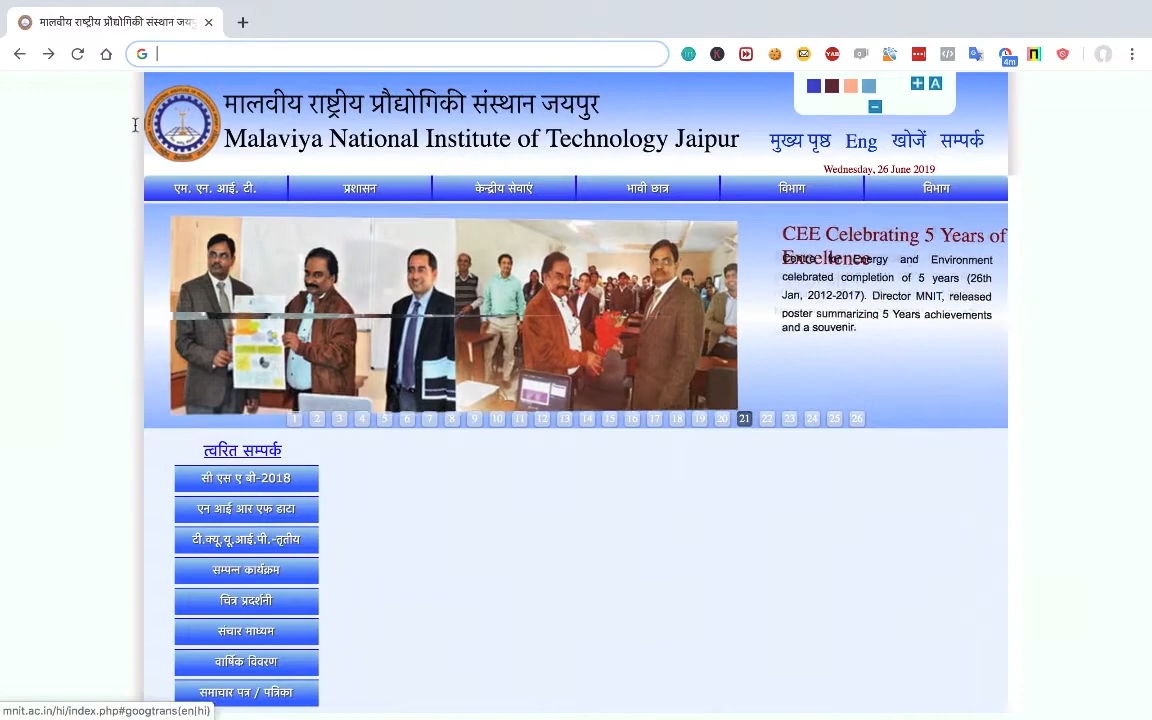 मालवीय राष्ट्रीय प्रौद्योगिकी संस्थान जयपु
4m
मालवीय राष्ट्रीय प्रौद्योगिकी संस्थान जयपुर
Malaviya National Institute of Technology Jaipur
A
मुख्य पृष्ठ Eng खोजें सम्पर्क
Wednesday, 26 June 2019
एम. एन. आई. टी. प्रशासन केन्द्रीय सेवाएं भावी छात्र विभाग विभाग
CEE Celebrating 5 Years of
Excellence
Centre for Energy and Environment
celebrated completion of 5 years (26th
Jan, 2012-2017). Director MNIT, released
poster summarizing 5 Years achievements
and a souvenir.
1 2 3 4 5 6 7 8 9 10 11 12 13 14 15 16 17 18 19 20 21 22 23 24 25 26
त्वरित सम्पर्क
सी एस ए बी-2018
एन आई आर एफ डाटा
टी.क्यू.यू.आई.पी.-तृतीय
सम्पन्न कार्यक्रम
चित्र प्रदर्शनी
संचार माध्यम
वार्षिक विवरण
समाचार पत्र / पत्रिका
mnit.ac.in/hi/index.php#googtrans(en|hi)